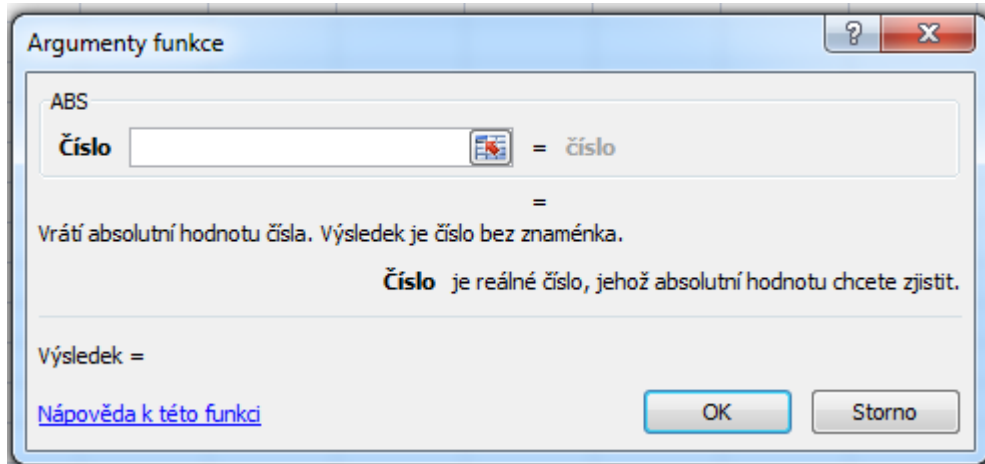 Argumenty funkce
ABS
Číslo = číslo
=
Vrátí absolutní hodnotu čísla. Výsledek je číslo bez znaménka.
Číslo je reálné číslo, jehož absolutní hodnotu chcete zjistit.
Výsledek =
Nápověda k této funkci OK Storno